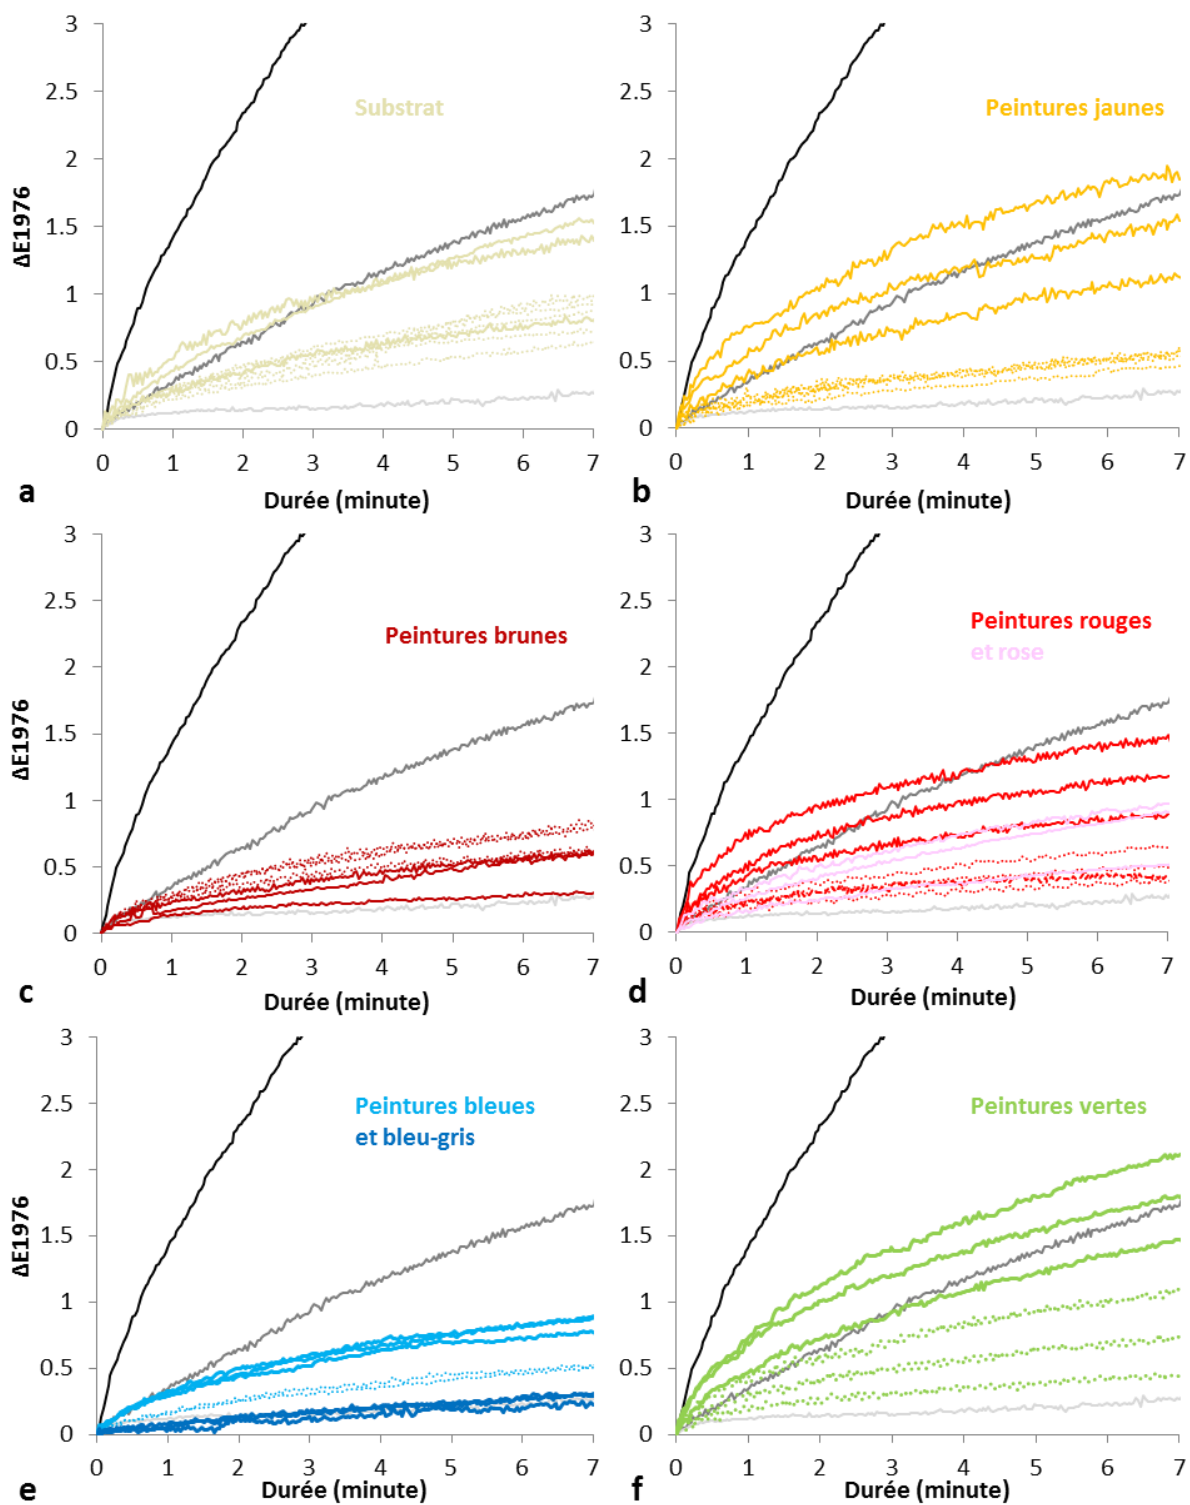 3
2.5
2
1.5
1
0.5
0
ΔE1976
Substrat
0 1 2 3 4 5 6 7
Durée (minute)
a
3
2.5
2
1.5
1
0.5
0
Peintures jaunes
0 1 2 3 4 5 6 7
Durée (minute)
b
3
2.5
2
1.5
1
0.5
0
ΔE1976
Peintures brunes
0 1 2 3 4 5 6 7
Durée (minute)
c
3
2.5
2
1.5
1
0.5
0
Peintures rouges
et rose
0 1 2 3 4 5 6 7
Durée (minute)
d
3
2.5
2
1.5
1
0.5
0
ΔE1976
Peintures bleues
et bleu-gris
0 1 2 3 4 5 6 7
Durée (minute)
e
3
2.5
2
1.5
1
0.5
0
Peintures vertes
0 1 2 3 4 5 6 7
Durée (minute)
f